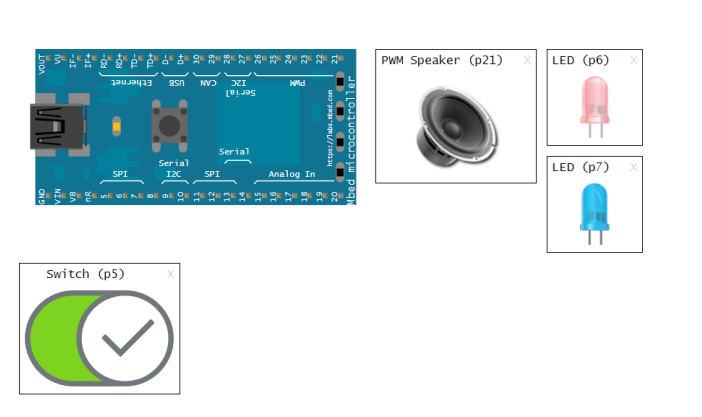 VOUT VU IF- IF+ RD- RD+ TD- TD+ D- D+ 30 29 28 27 26 25 24 23 22 21
Ethernet USB CAN I2C PWM
Serial
https://labs.mbed.com
Mbed microcontroller
Serial
Serial
SPI I2C SPI Analog In
GND VIN VB nR 5 6 7 8 9 10 11 12 13 14 15 16 17 18 19 20
PWM Speaker (p21) X
LED (p6) X
LED (p7) X
Switch (p5) X